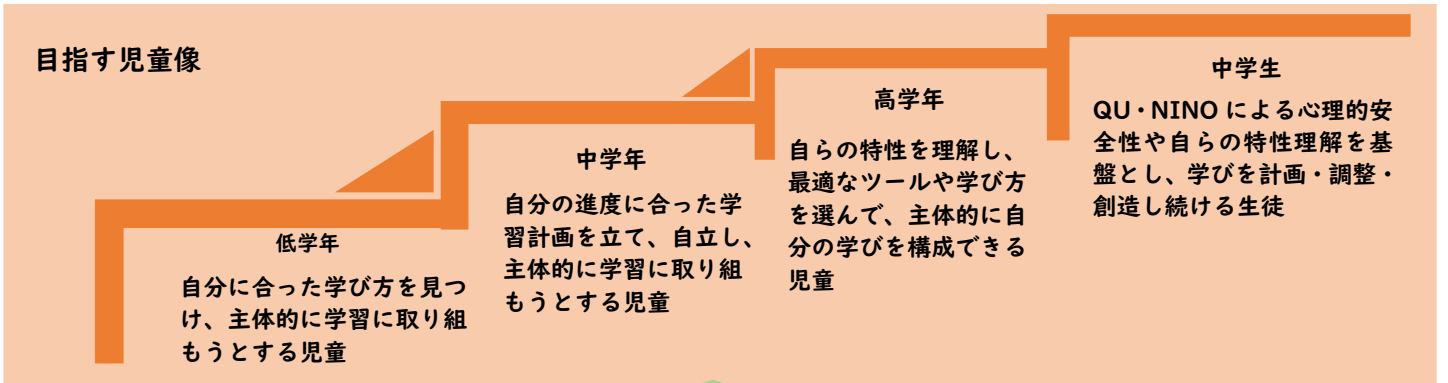 目指す児童像
低学年
自分に合った学び方を見つ
け、主体的に学習に取り組
もうとする児童
中学年
自分の進度に合った学
習計画を立て、自立し、
主体的に学習に取り組
もうとする児童
高学年
自らの特性を理解し、
最適なツールや学び方
を選んで、主体的に自
分の学びを構成できる
児童
中学生
QU・NINO による心理的安
全性や自らの特性理解を基
盤とし、学びを計画・調整・
創造し続ける生徒